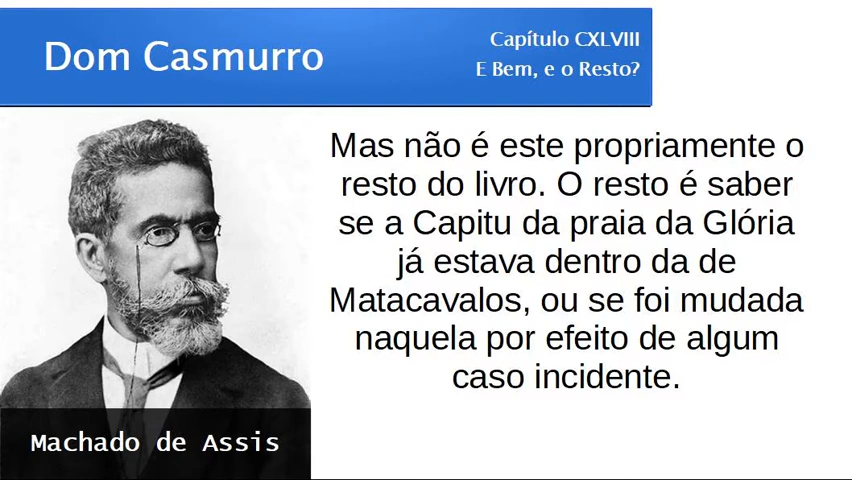 Dom Casmurro
Capítulo CXLVIII
E Bem, e o Resto?
Mas não é este propriamente o
resto do livro. O resto é saber
se a Capitu da praia da Glória
já estava dentro da de
Matacavalos, ou se foi mudada
naquela por efeito de algum
caso incidente.
Machado de Assis